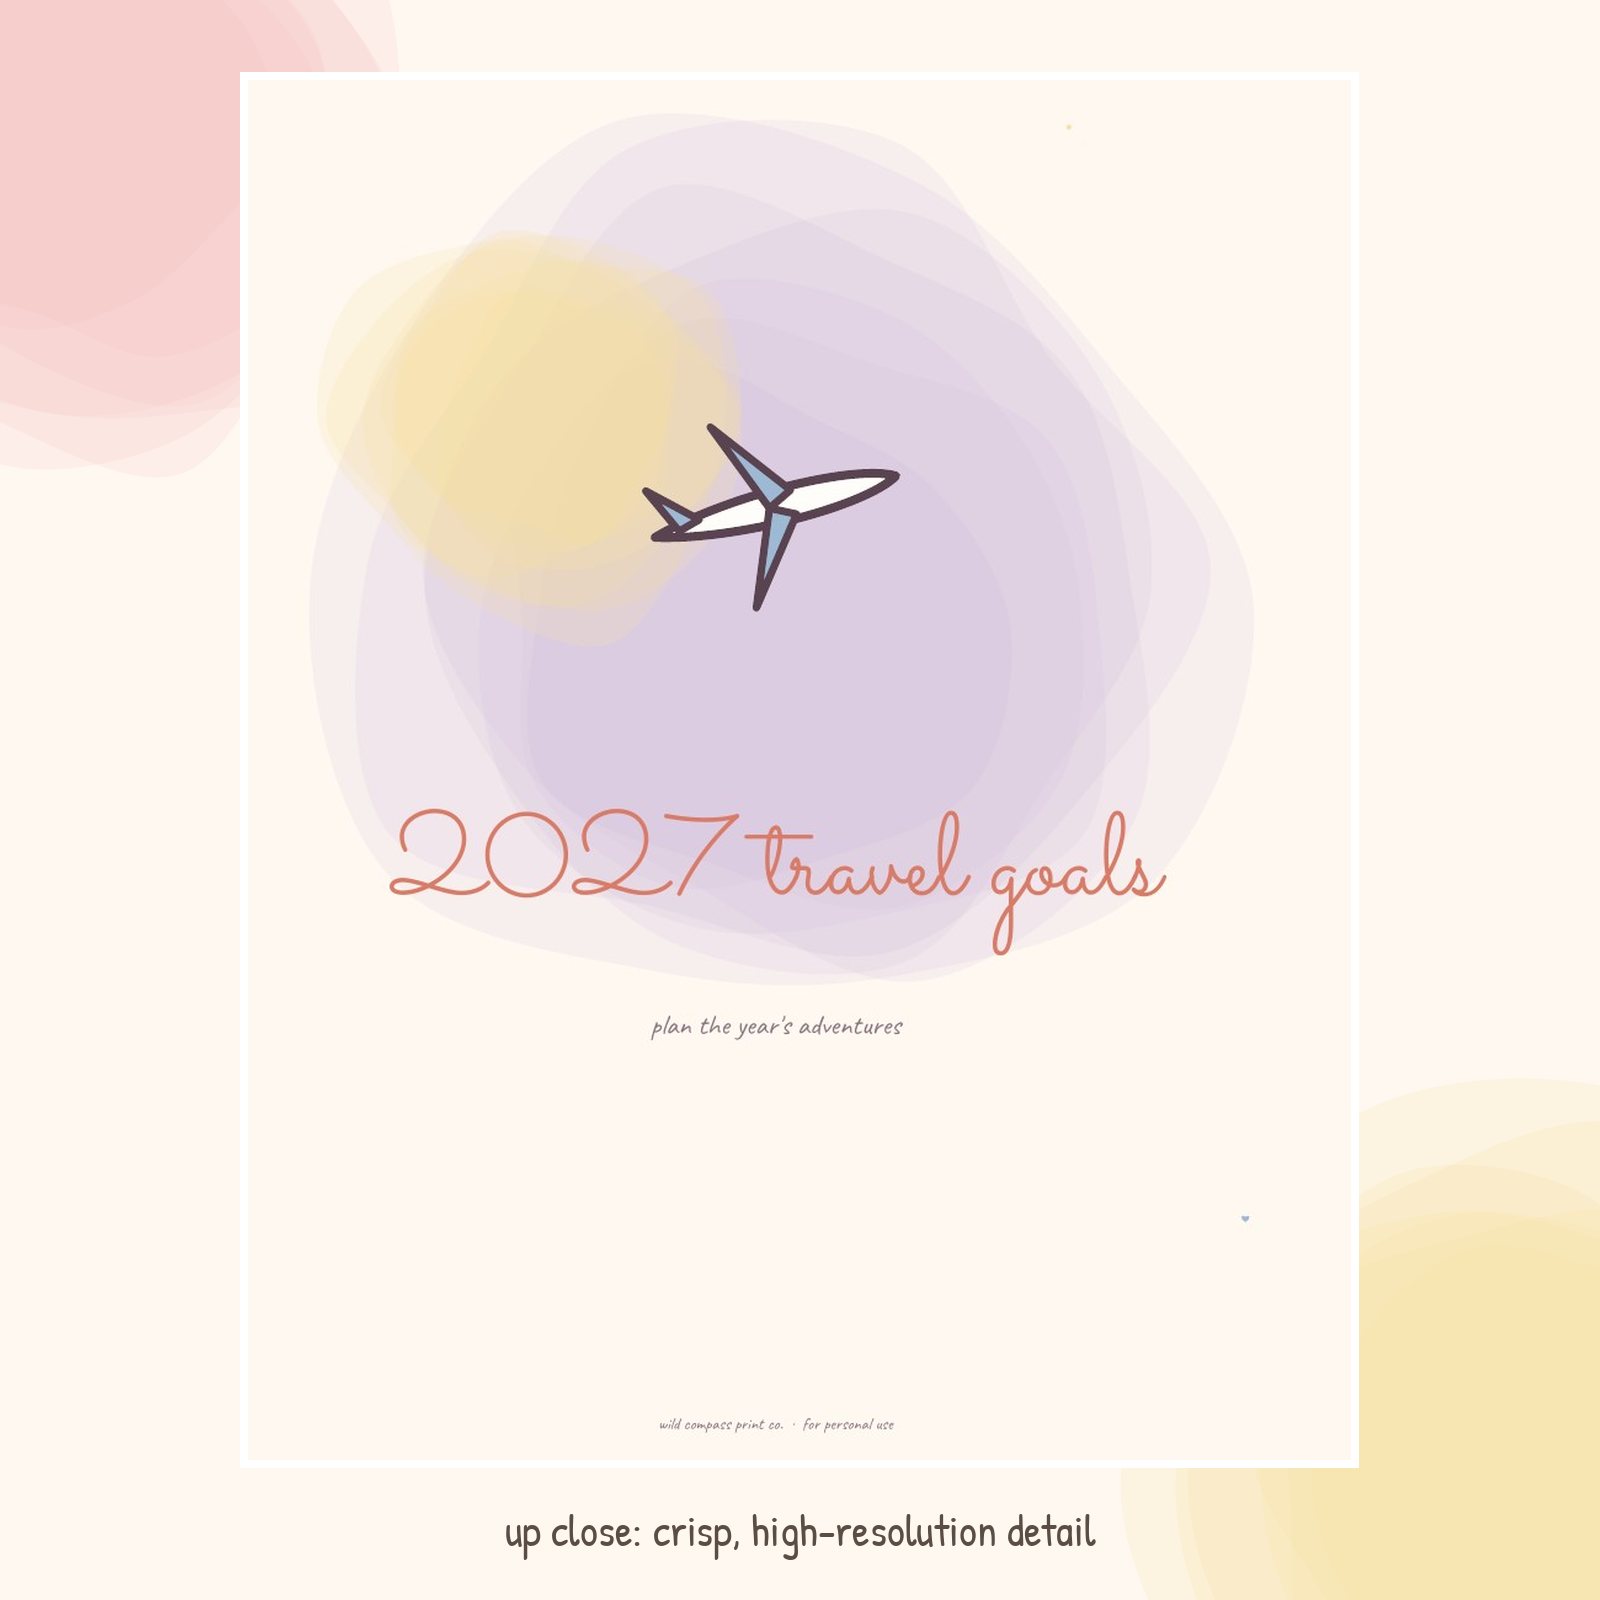 2027 travel goals
plan the year's adventures
wild compass print co. · for personal use
up close: crisp, high-resolution detail